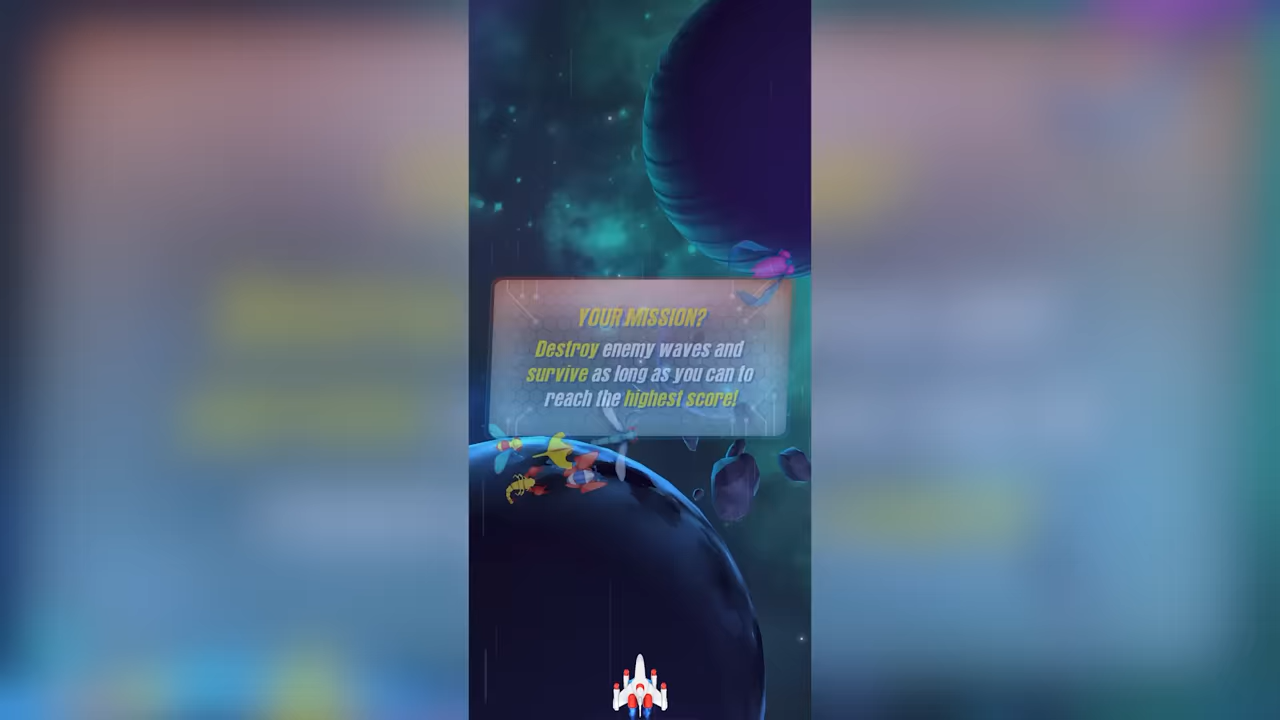 YOUR MISSION?
Destroy enemy waves and
survive as long as you can to
reach the highest score!